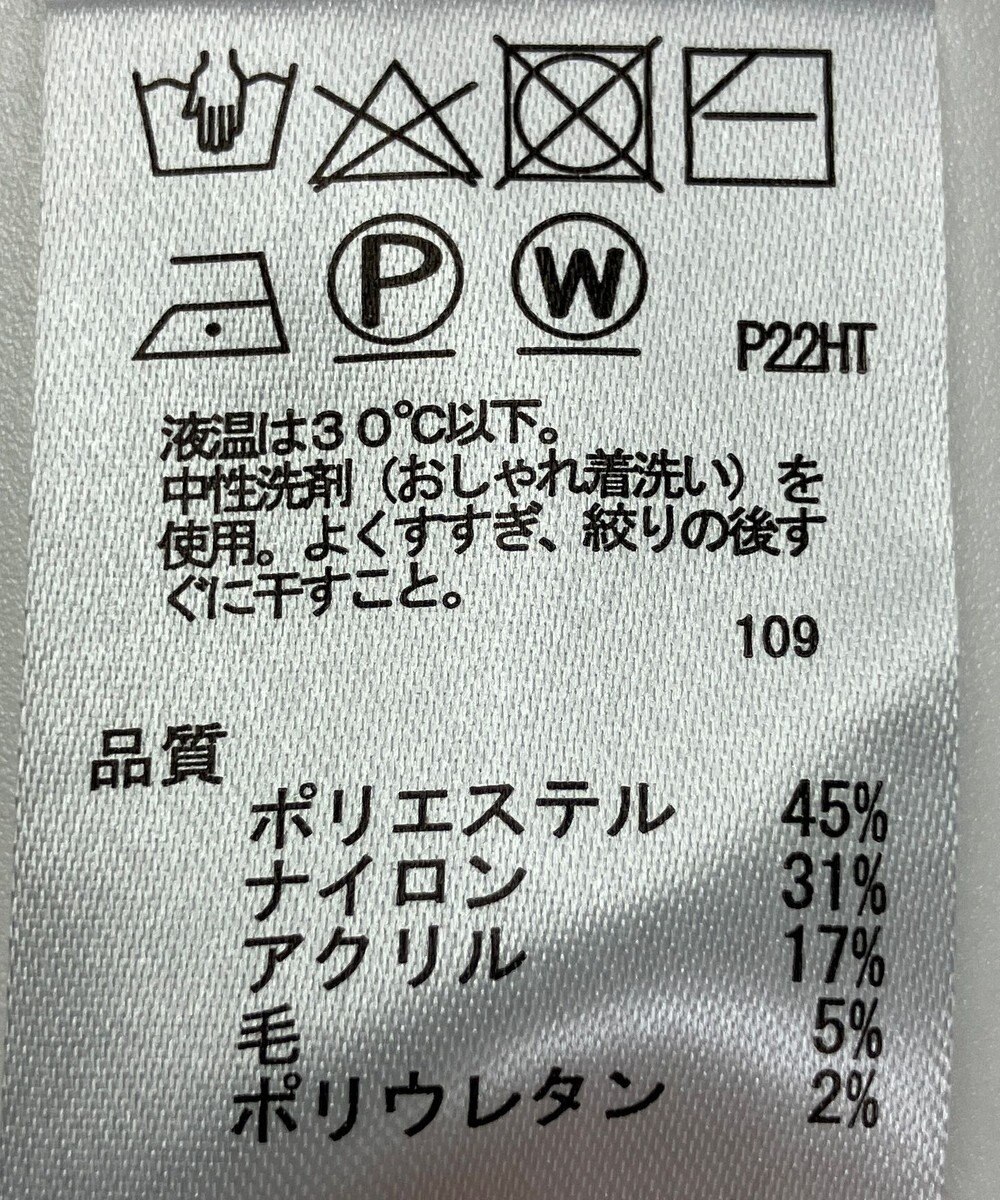 P
W
P22HT
液温は30℃以下。
中性洗剤（おしゃれ着洗い）を
使用。よくすすぎ、絞りの後す
ぐに干すこと。
109
品質
ポリエステル 45%
ナイロン 31%
アクリル 17%
毛 5%
ポリウレタン 2%